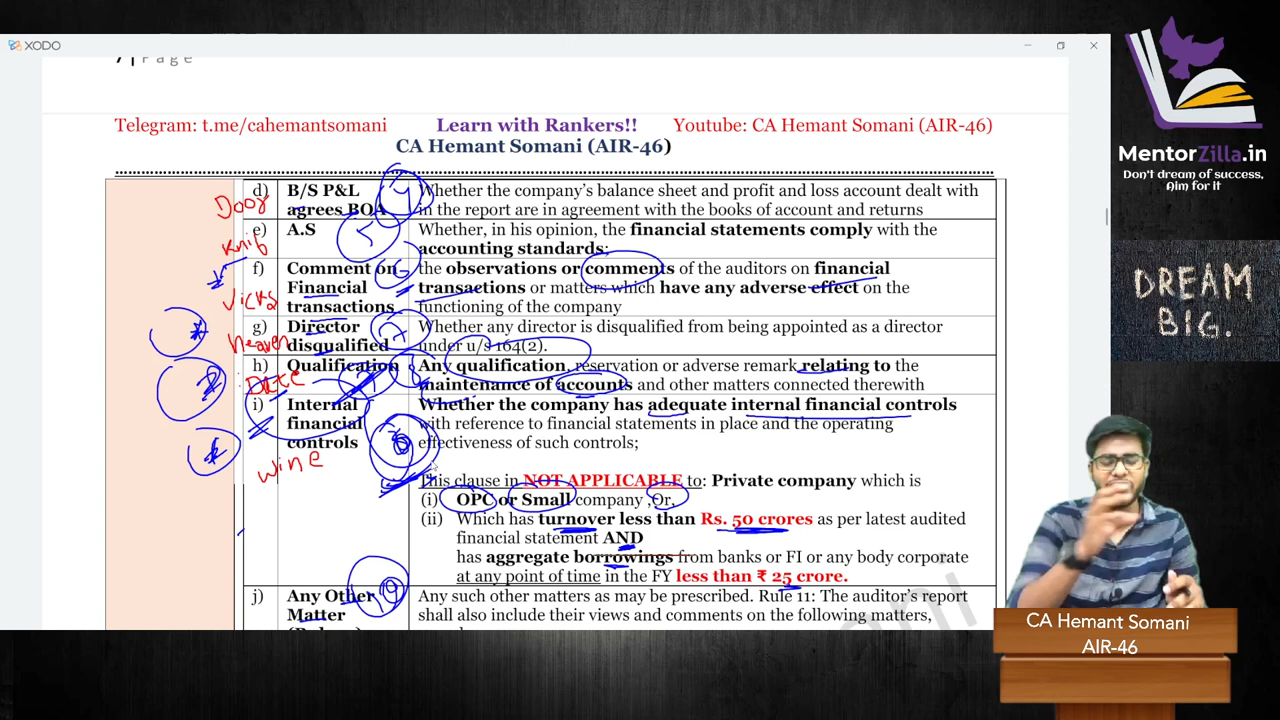 XODO
7 | P a g e
Telegram: t.me/cahemantsomani Learn with Rankers!! Youtube: CA Hemant Somani (AIR-46)
CA Hemant Somani (AIR-46)
d) B/S P&L agrees BOA
Whether the company's balance sheet and profit and loss account dealt with
in the report are in agreement with the books of account and returns
e) A.S
Whether, in his opinion, the financial statements comply with the
accounting standards;
f) Comment on
Financial
transactions
the observations or comments of the auditors on financial
transactions or matters which have any adverse effect on the
functioning of the company
g) Director
disqualified
Whether any director is disqualified from being appointed as a director
under u/s 164(2).
h) Qualification
Any qualification, reservation or adverse remark relating to the
maintenance of accounts and other matters connected therewith
i) Internal
financial
controls
Whether the company has adequate internal financial controls
with reference to financial statements in place and the operating
effectiveness of such controls;
This clause in NOT APPLICABLE to: Private company which is
(i) OPC or Small company ,Or,
(ii) Which has turnover less than Rs. 50 crores as per latest audited
financial statement AND
has aggregate borrowings from banks or FI or any body corporate
at any point of time in the FY less than ₹ 25 crore.
j) Any Other
Matter
Any such other matters as may be prescribed. Rule 11: The auditor's report
shall also include their views and comments on the following matters,
Door
Knib
Vicks
heaven
Date
wine
4
5
6
7
8
9
MentorZilla.in
Don't dream of success,
Aim for it
DREAM
BIG.
CA Hemant Somani
AIR-46